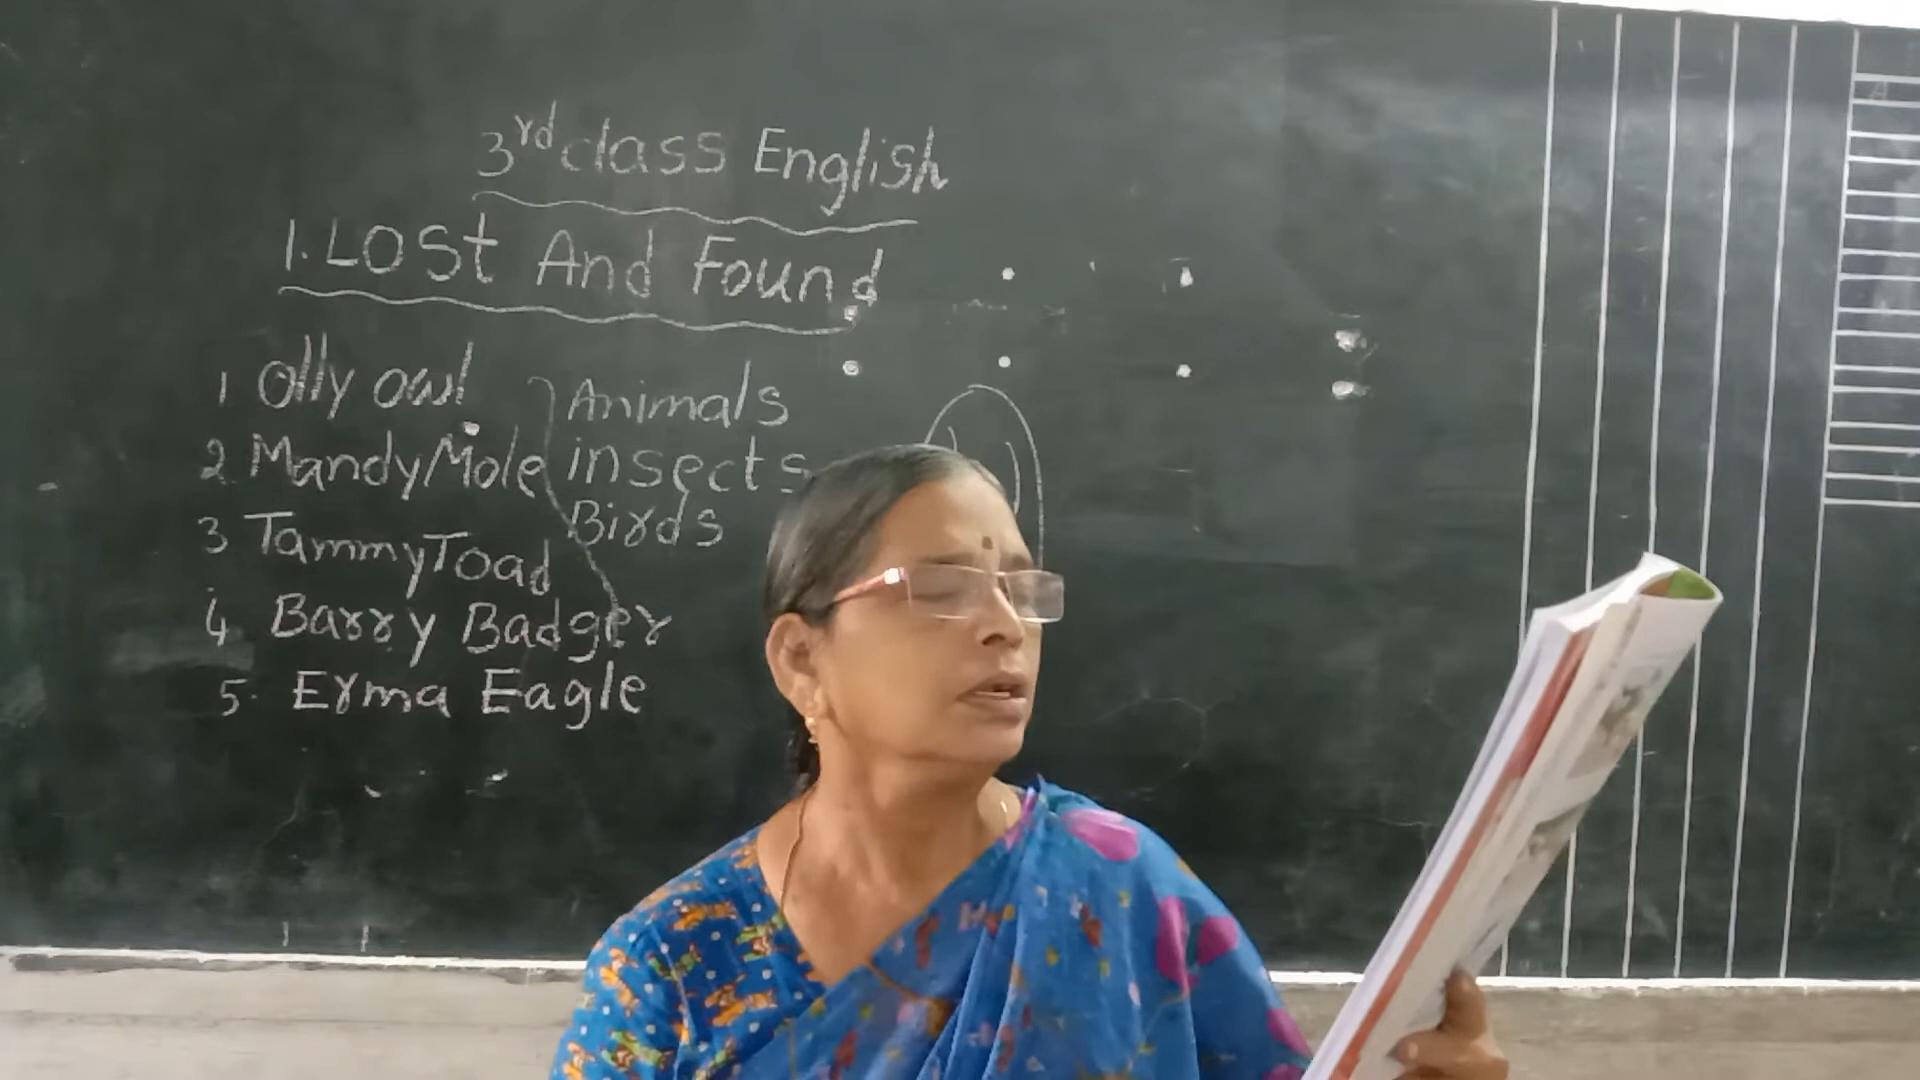 3rd class English
1. LOSt And Found
1 Olly owl
2 Mandy Mole
3 Tammy Toad
4 Barry Badger
5. Erma Eagle
Animals
insects
Birds